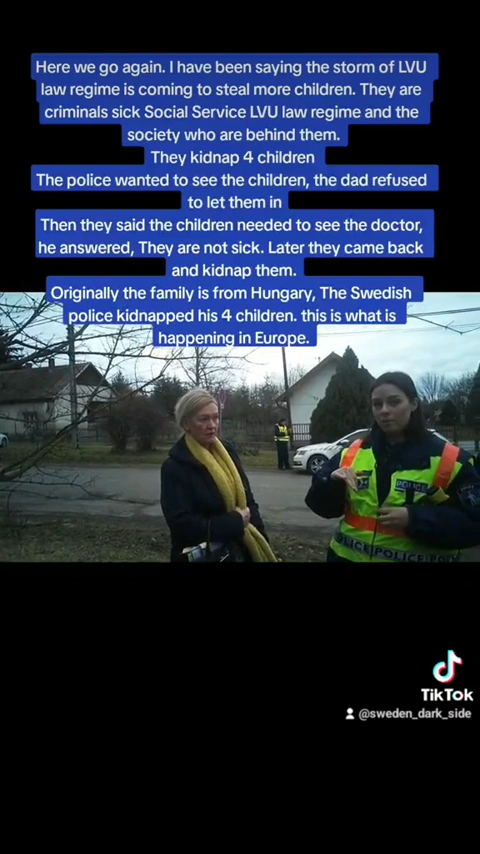 Here we go again. I have been saying the storm of LVU
law regime is coming to steal more children. They are
criminals sick Social Service LVU law regime and the
society who are behind them.
They kidnap 4 children
The police wanted to see the children, the dad refused
to let them in
Then they said the children needed to see the doctor,
he answered, They are not sick. Later they came back
and kidnap them.
Originally the family is from Hungary, The Swedish
police kidnapped his 4 children. this is what is
happening in Europe.
POLICE
POLICE POLICE
TikTok
@sweden_dark_side